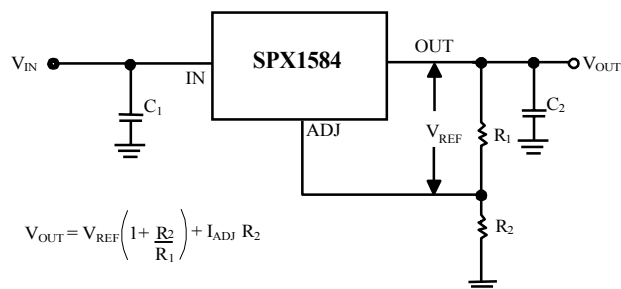 OUT
V_IN
SPX1584
V_OUT
IN
C_1
C_2
ADJ
V_REF
R_1
R_2
V_OUT = V_REF(1+ R_2/R_1) + I_ADJ R_2